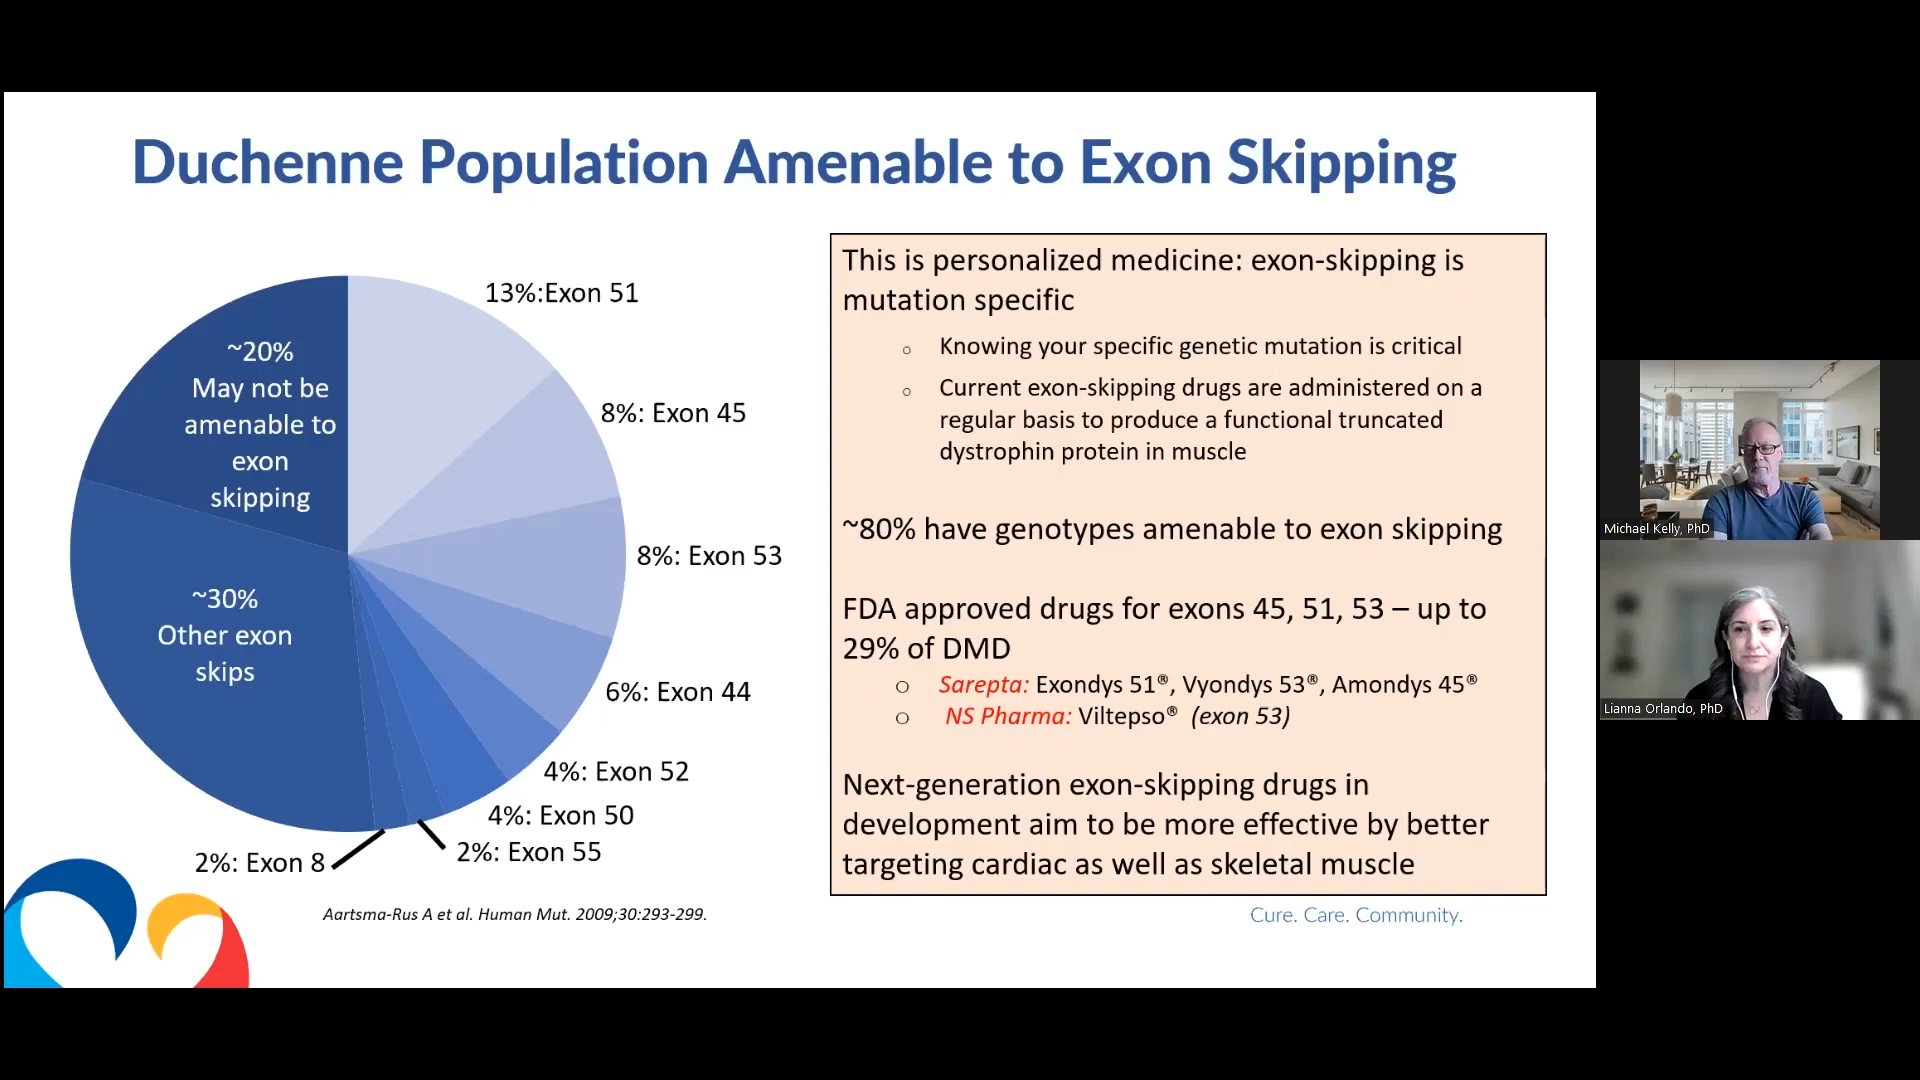 Duchenne Population Amenable to Exon Skipping
13%:Exon 51
8%: Exon 45
8%: Exon 53
6%: Exon 44
4%: Exon 52
4%: Exon 50
2%: Exon 55
2%: Exon 8
~30%
Other exon
skips
~20%
May not be
amenable to
exon
skipping
Aartsma-Rus A et al. Human Mut. 2009;30:293-299.
This is personalized medicine: exon-skipping is
mutation specific
o Knowing your specific genetic mutation is critical
o Current exon-skipping drugs are administered on a
regular basis to produce a functional truncated
dystrophin protein in muscle
~80% have genotypes amenable to exon skipping
FDA approved drugs for exons 45, 51, 53 – up to
29% of DMD
o Sarepta: Exondys 51®, Vyondys 53®, Amondys 45®
o NS Pharma: Viltepso® (exon 53)
Next-generation exon-skipping drugs in
development aim to be more effective by better
targeting cardiac as well as skeletal muscle
Cure. Care. Community.
Michael Kelly, PhD
Lianna Orlando, PhD